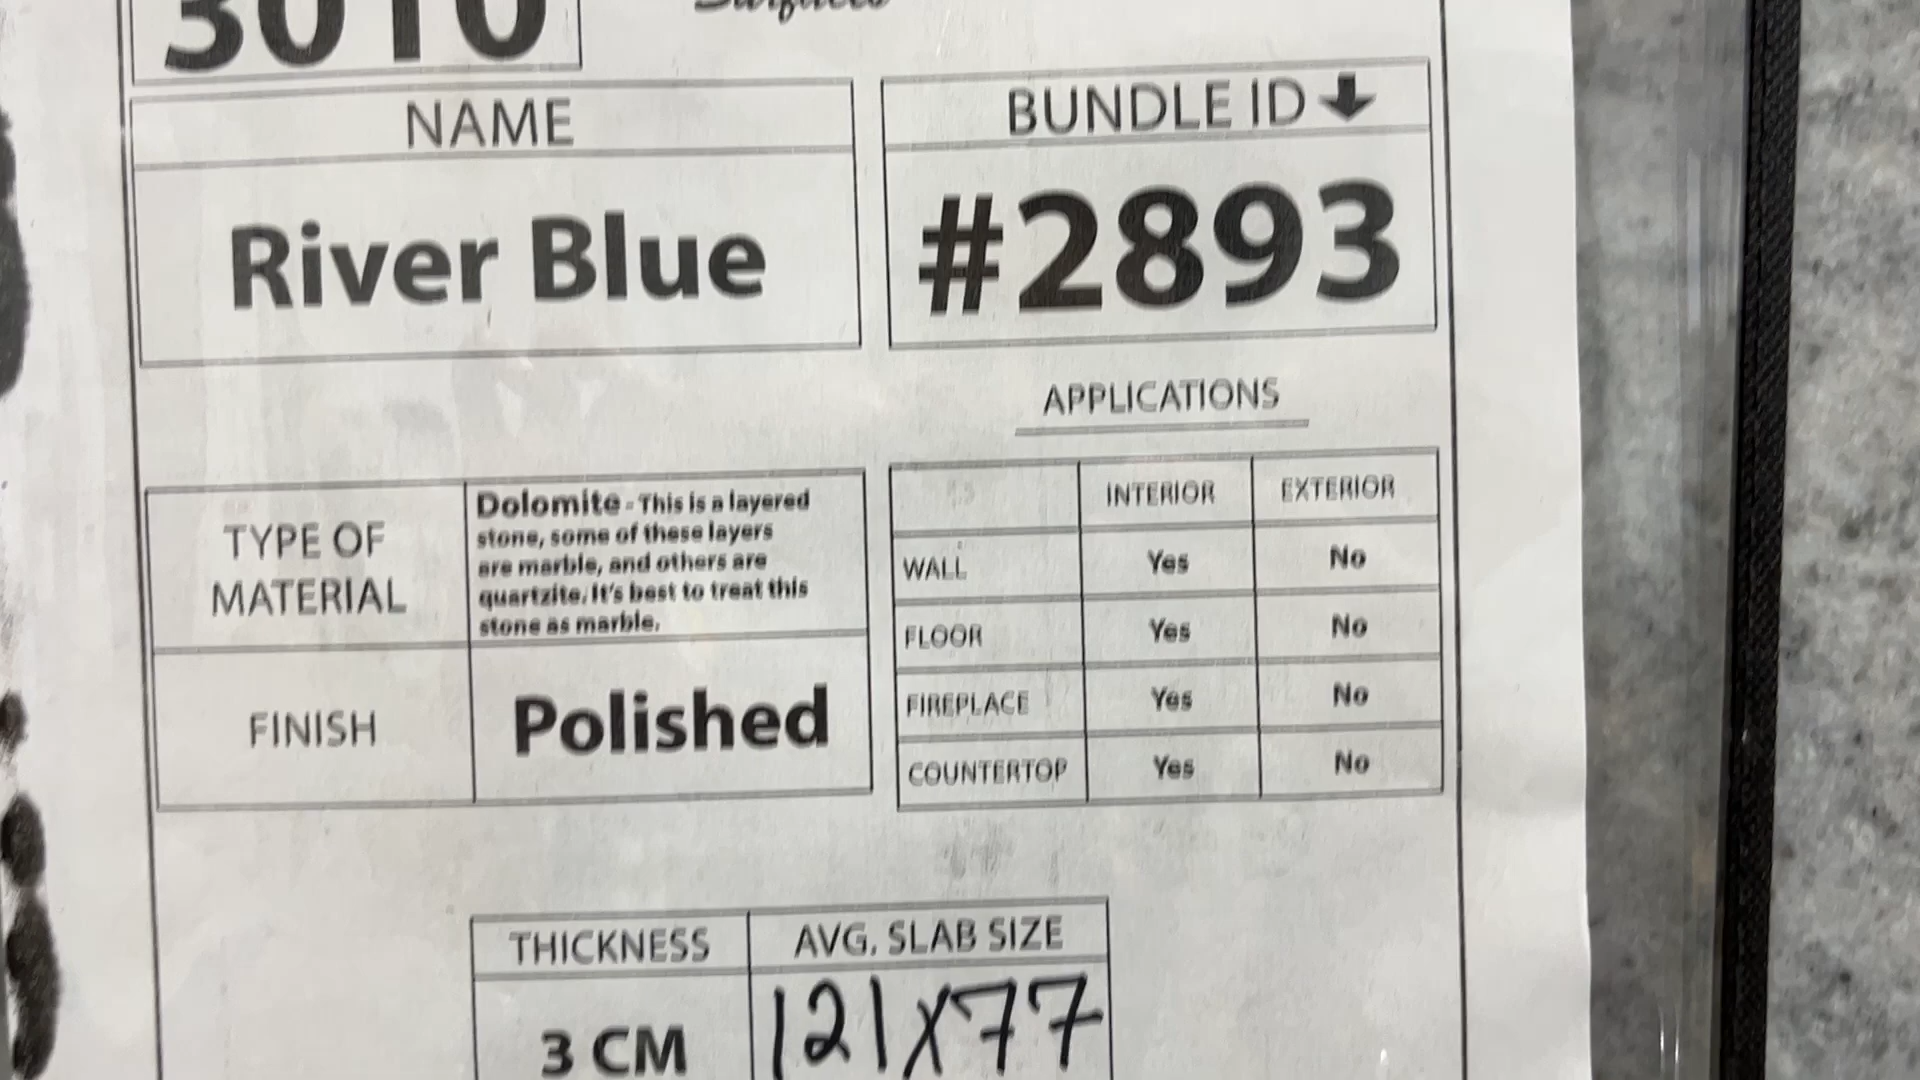 3010
Surfaces
NAME
River Blue
BUNDLE ID
#2893
APPLICATIONS
TYPE OF
MATERIAL
Dolomite - This is a layered
stone, some of these layers
are marble, and others are
quartzite. It's best to treat this
stone as marble.
FINISH
Polished
INTERIOR EXTERIOR
WALL Yes No
FLOOR Yes No
FIREPLACE Yes No
COUNTERTOP Yes No
THICKNESS
AVG. SLAB SIZE
3 CM
121X77